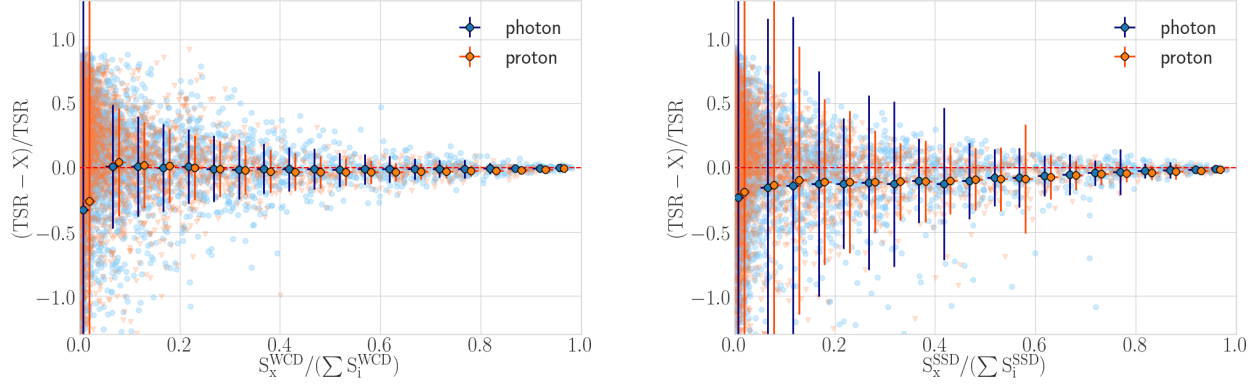 1.0
0.5
0.0
−0.5
−1.0
(TSR − X)/TSR
photon
proton
0.0 0.2 0.4 0.6 0.8 1.0
S_x^WCD/(∑ S_i^WCD)
1.0
0.5
0.0
−0.5
−1.0
(TSR − X)/TSR
photon
proton
0.0 0.2 0.4 0.6 0.8 1.0
S_x^SSD/(∑ S_i^SSD)